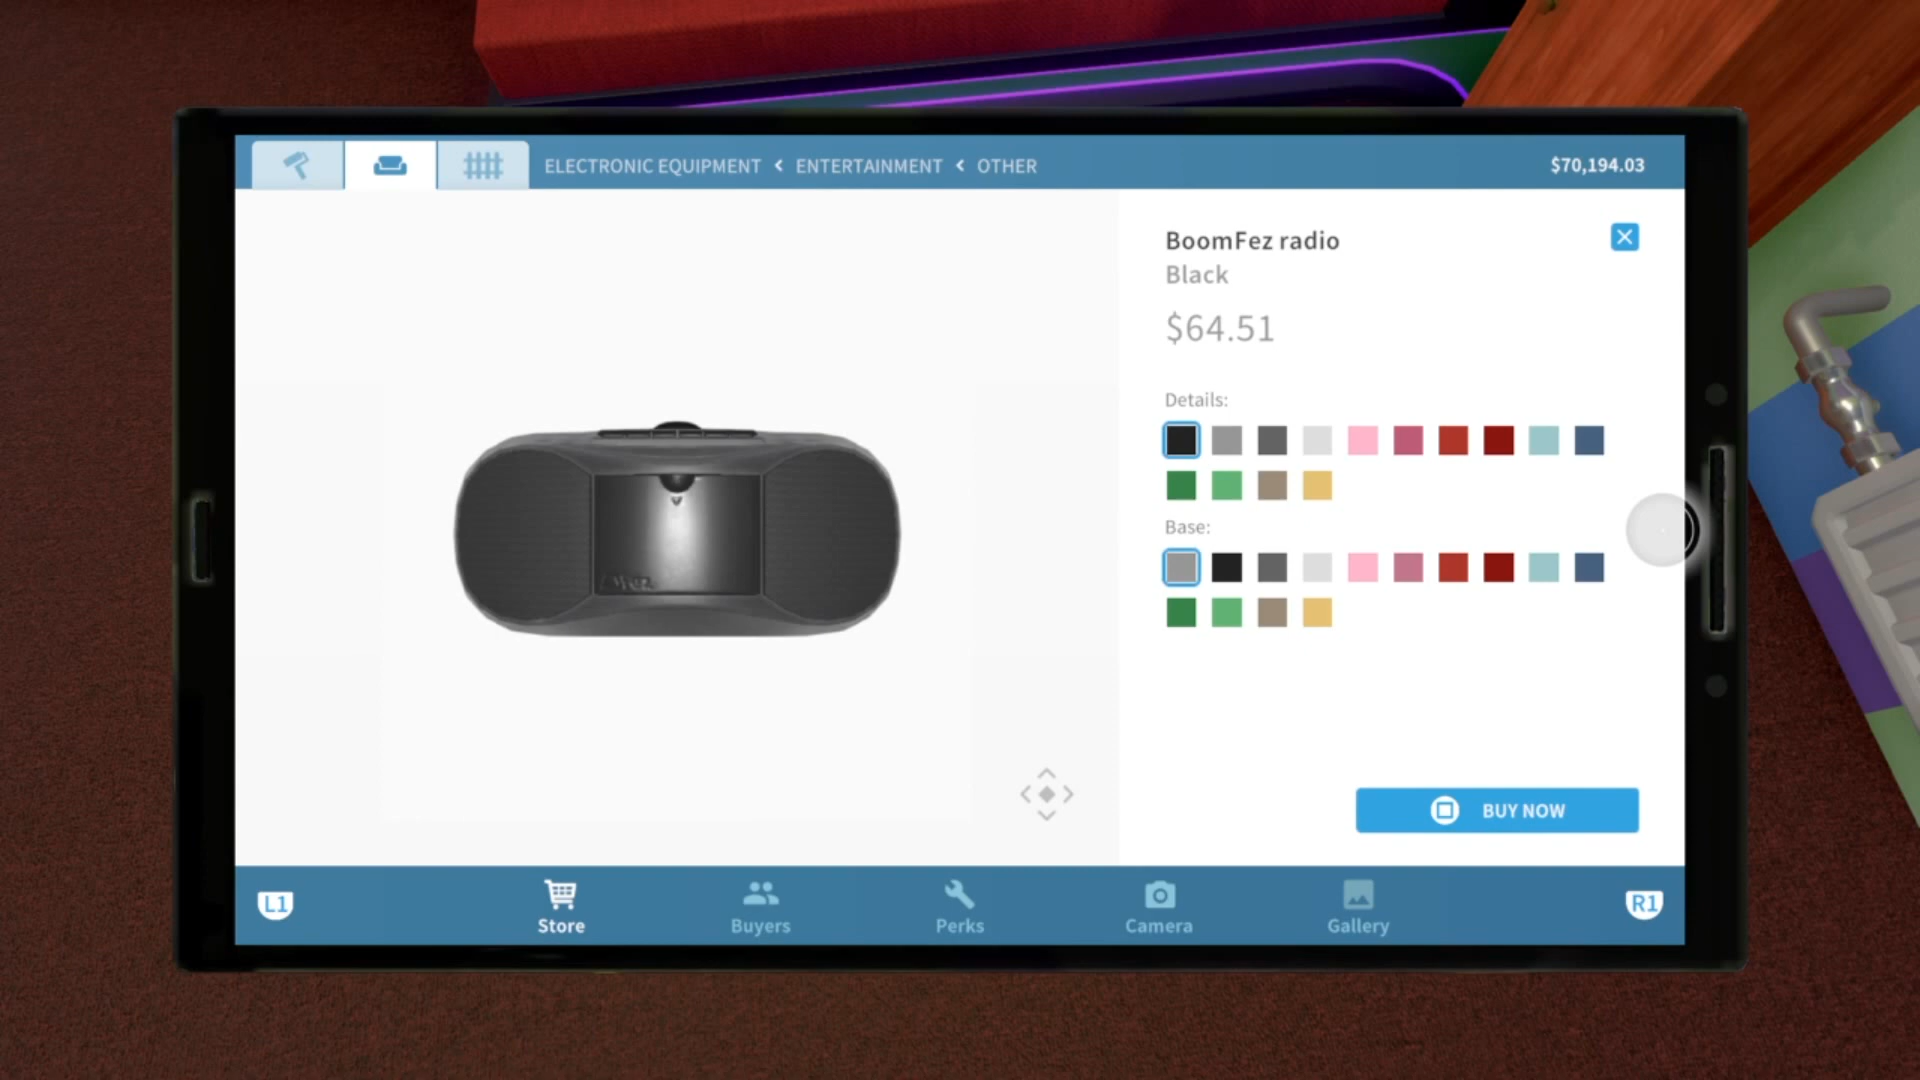 ELECTRONIC EQUIPMENT < ENTERTAINMENT < OTHER
$70,194.03
BoomFez radio
Black
$64.51
Details:
Base:
BUY NOW
L1
Store
Buyers
Perks
Camera
Gallery
R1